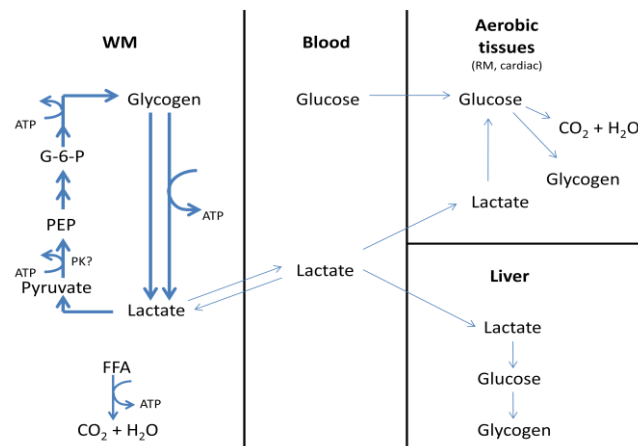 WM
Glycogen
ATP
G-6-P
ATP
PEP
PK?
ATP
Pyruvate
Lactate
FFA
ATP
CO₂ + H₂O
Blood
Glucose
Lactate
Aerobic
tissues
(RM, cardiac)
Glucose
CO₂ + H₂O
Glycogen
Lactate
Liver
Lactate
Glucose
Glycogen